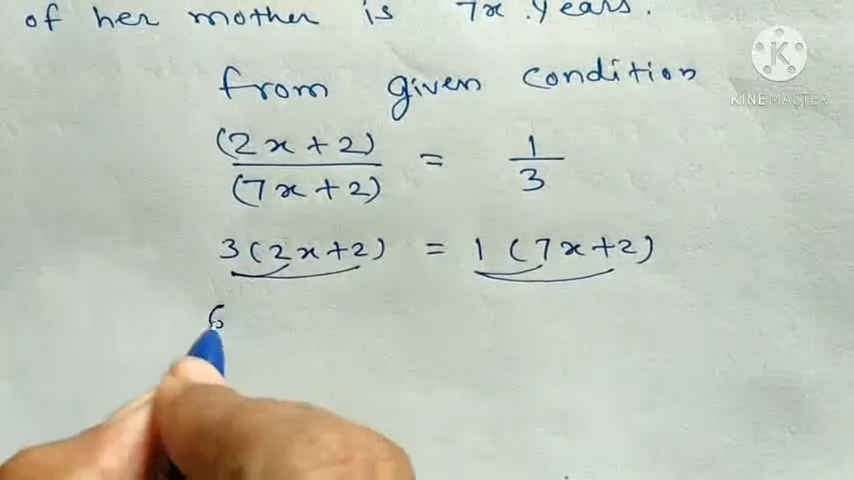 of her mother is 7x years.
KINEMASTER
from given condition
(2x+2)/(7x+2) = 1/3
3(2x+2) = 1(7x+2)
6